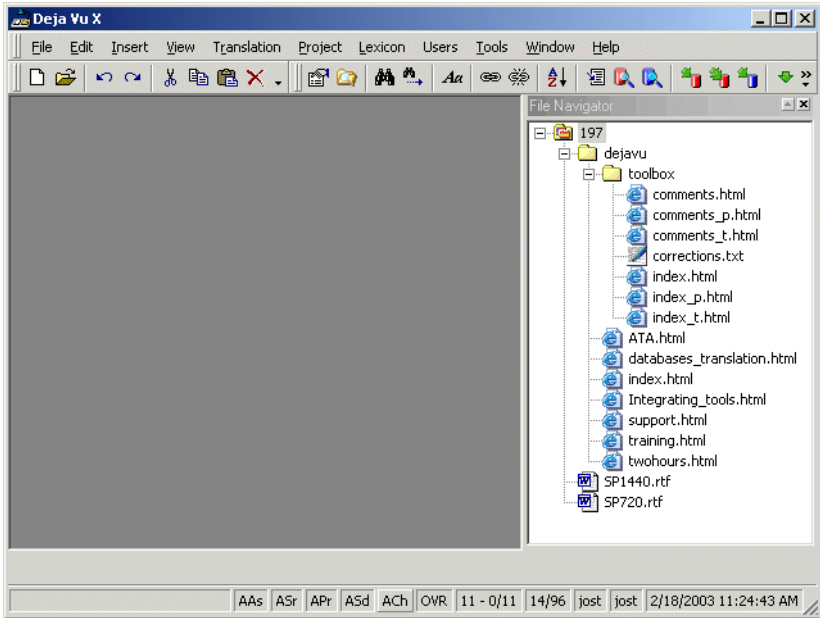 Deja Vu X
File Edit Insert View Translation Project Lexicon Users Tools Window Help
Aa
File Navigator
197
dejavu
toolbox
comments.html
comments_p.html
comments_t.html
corrections.txt
index.html
index_p.html
index_t.html
ATA.html
databases_translation.html
index.html
Integrating_tools.html
support.html
training.html
twohours.html
SP1440.rtf
SP720.rtf
AAs ASr APr ASd ACh OVR 11 - 0/11 14/96 jost jost 2/18/2003 11:24:43 AM